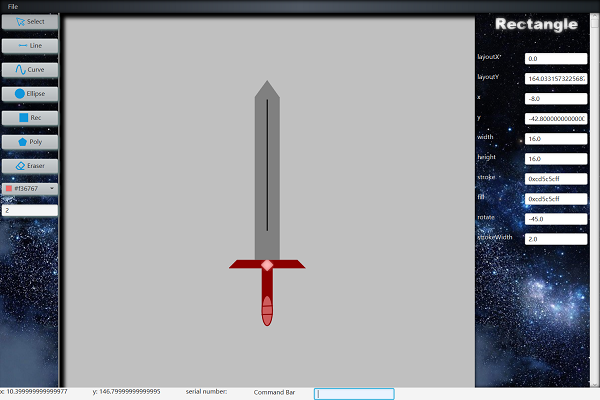 File
Select
Line
Curve
Ellipse
Rec
Poly
Eraser
#f36767
2
Rectangle
layoutX 0.0
layoutY 164.0331573225687
x -8.0
y -42.80000000000000
width 16.0
height 16.0
stroke 0xcd5c5cff
fill 0xcd5c5cff
rotate -45.0
strokeWidth 2.0
x: 10.399999999999977 y: 146.79999999999995 serial number: Command Bar